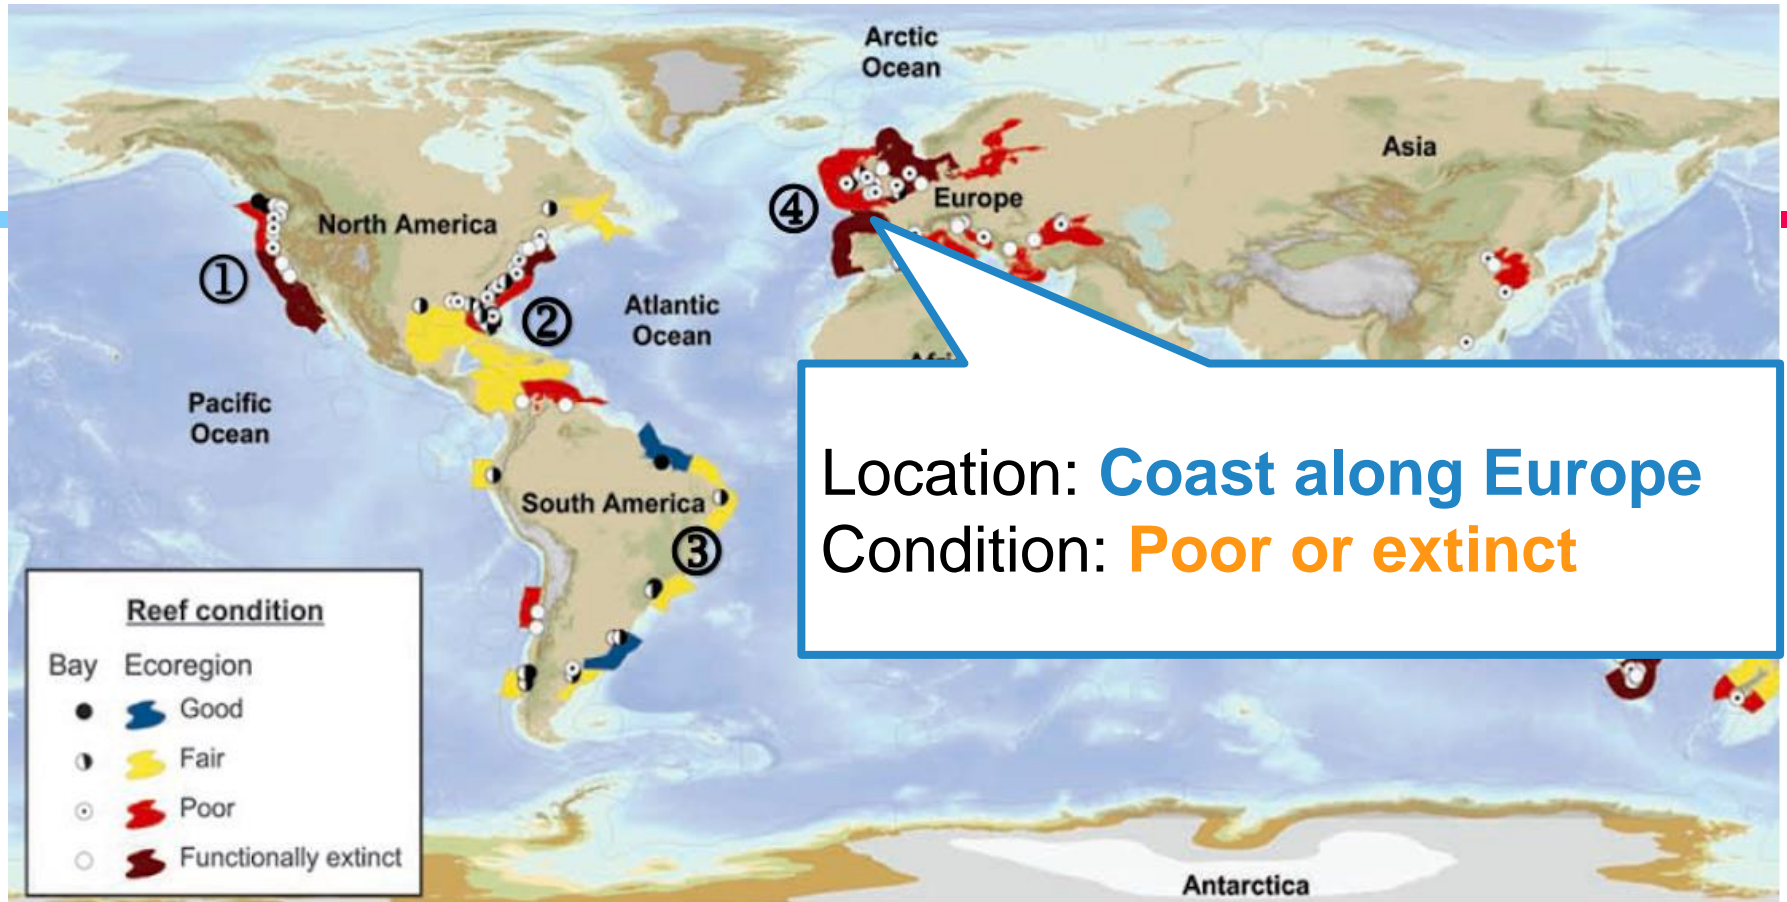 Arctic
Ocean
Asia
④
Europe
North America
①
②
Atlantic
Ocean
Pacific
Ocean
South America
③
Location: Coast along Europe
Condition: Poor or extinct
Reef condition
Bay Ecoregion
Good
Fair
Poor
Functionally extinct
Antarctica